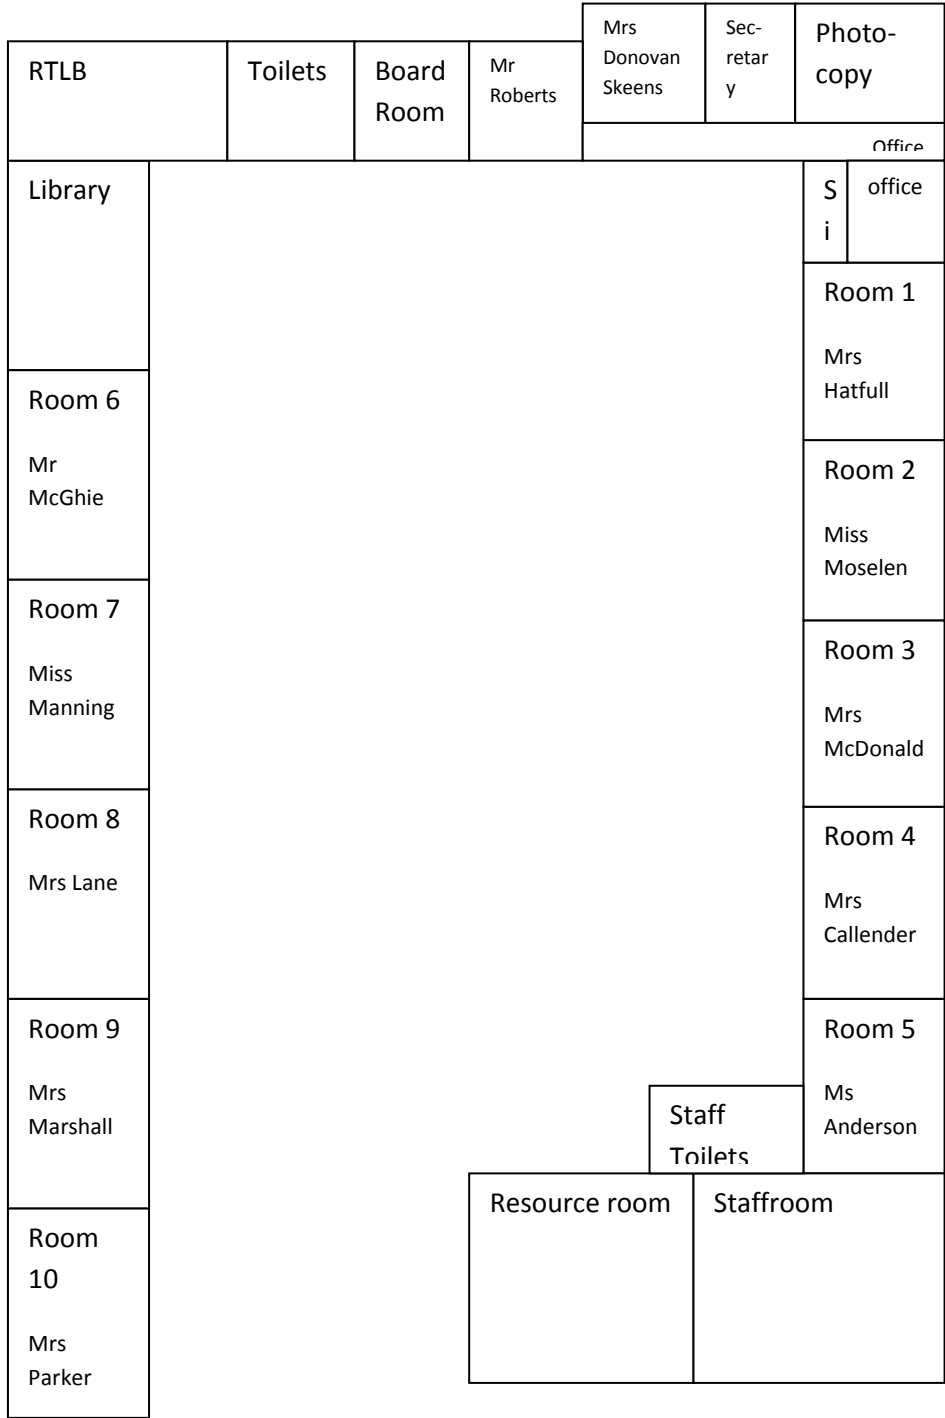 RTLB
Toilets
Board
Room
Mr
Roberts
Mrs
Donovan
Skeens
Sec-
retar
y
Photo-
copy
Office
Library
S
i
office
Room 1
Mrs
Hatfull
Room 6
Mr
McGhie
Room 2
Miss
Moselen
Room 7
Miss
Manning
Room 3
Mrs
McDonald
Room 8
Mrs Lane
Room 4
Mrs
Callender
Room 9
Mrs
Marshall
Room 5
Ms
Anderson
Staff
Toilets
Resource room
Staffroom
Room
10
Mrs
Parker